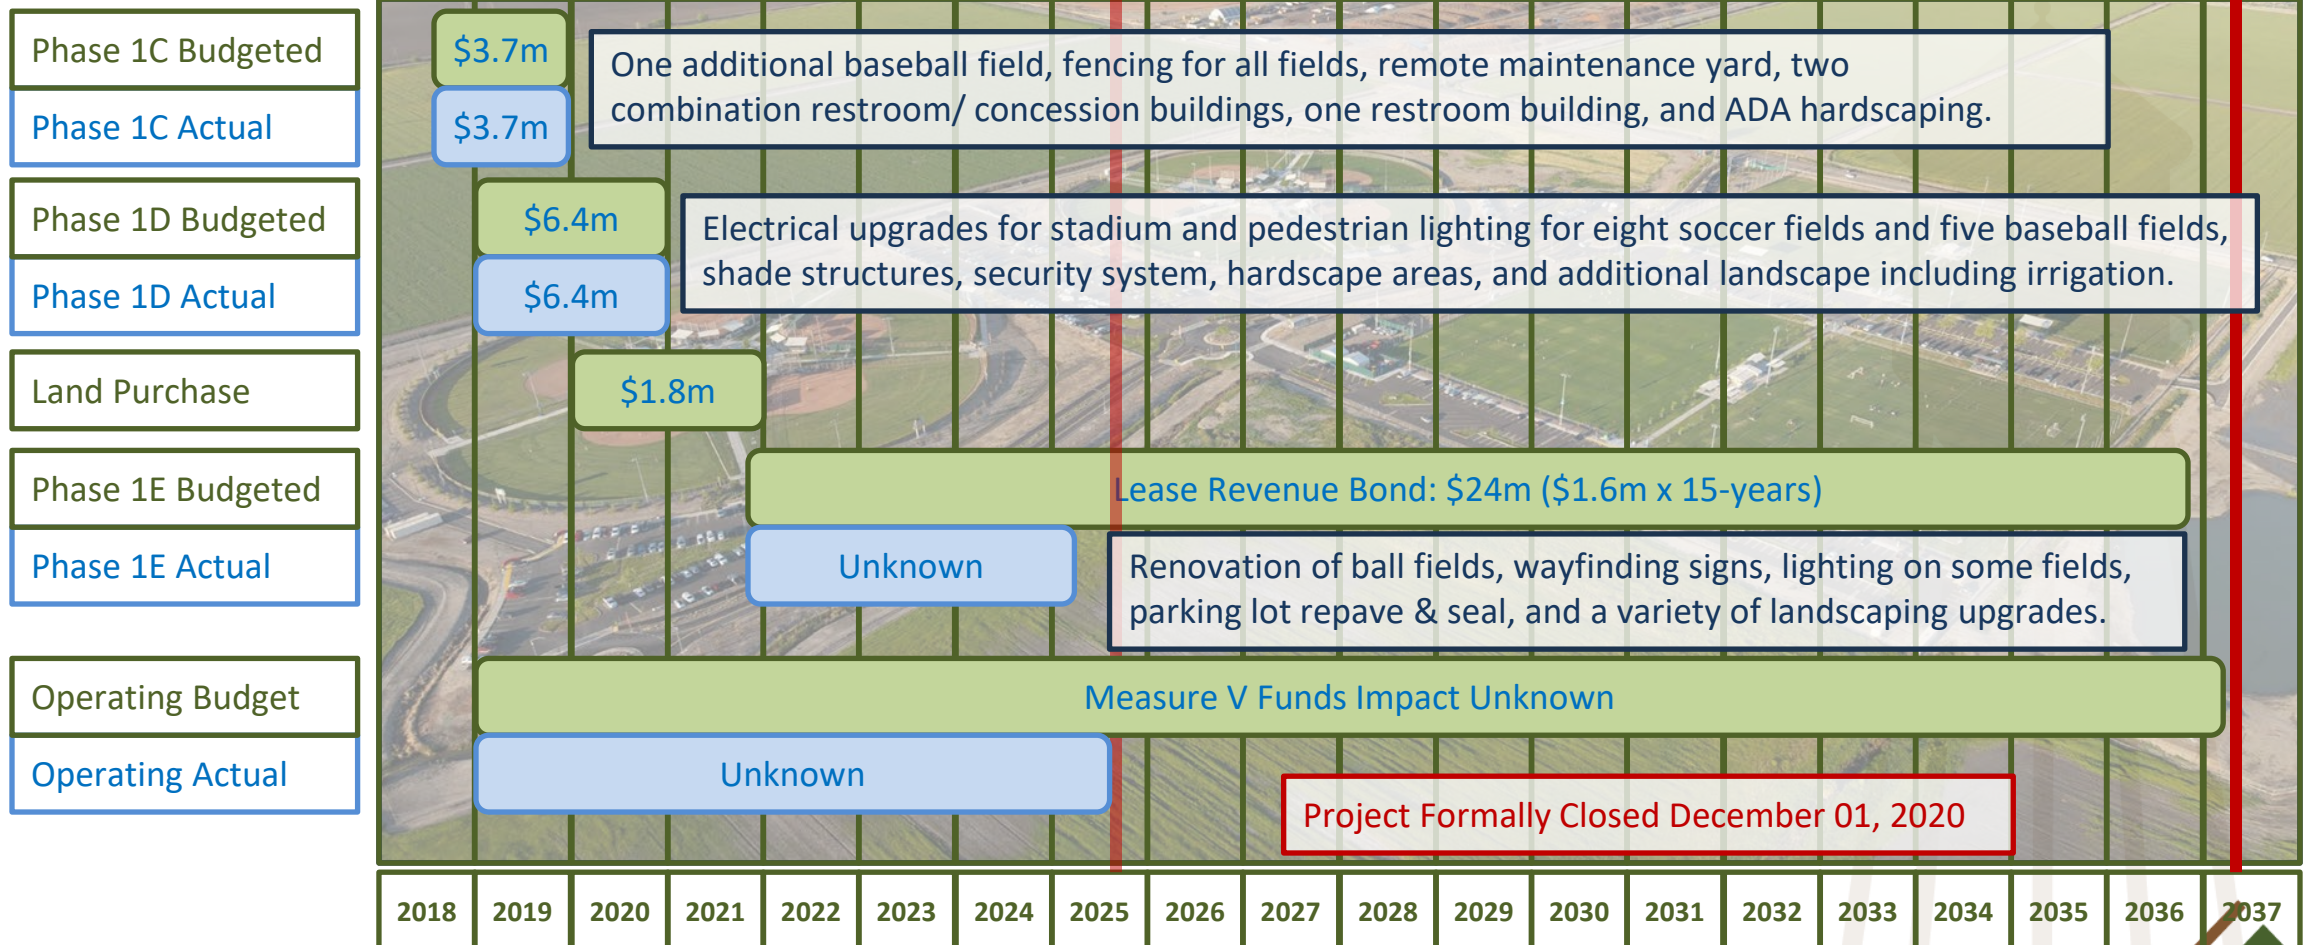 Phase 1C Budgeted
$3.7m
One additional baseball field, fencing for all fields, remote maintenance yard, two
combination restroom/ concession buildings, one restroom building, and ADA hardscaping.
Phase 1C Actual
$3.7m
Phase 1D Budgeted
$6.4m
Electrical upgrades for stadium and pedestrian lighting for eight soccer fields and five baseball fields,
shade structures, security system, hardscape areas, and additional landscape including irrigation.
Phase 1D Actual
$6.4m
Land Purchase
$1.8m
Phase 1E Budgeted
Lease Revenue Bond: $24m ($1.6m x 15-years)
Phase 1E Actual
Unknown
Renovation of ball fields, wayfinding signs, lighting on some fields,
parking lot repave & seal, and a variety of landscaping upgrades.
Operating Budget
Measure V Funds Impact Unknown
Operating Actual
Unknown
Project Formally Closed December 01, 2020
2018 2019 2020 2021 2022 2023 2024 2025 2026 2027 2028 2029 2030 2031 2032 2033 2034 2035 2036 2037